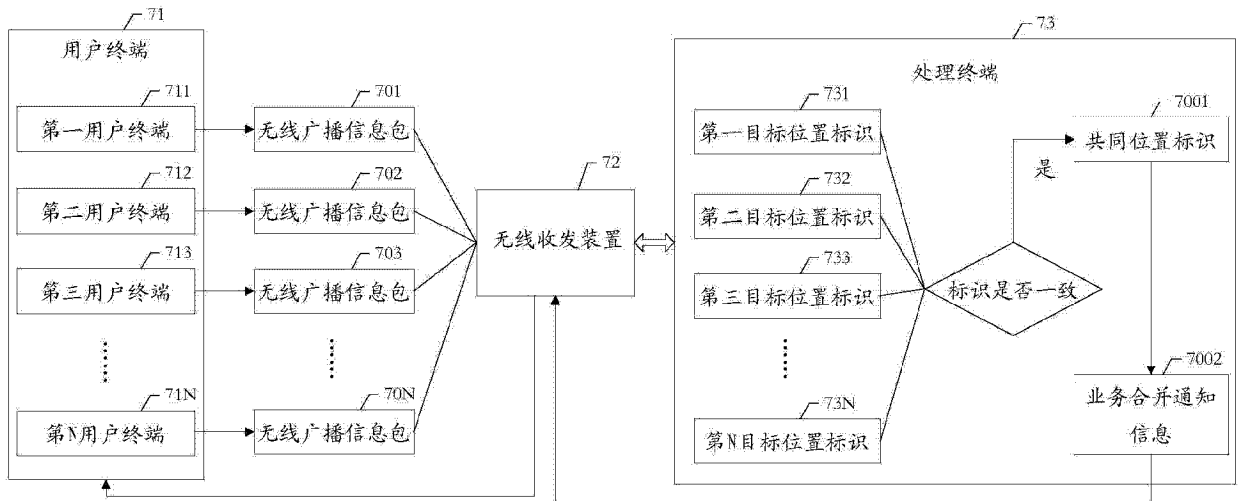 71
用户终端
711
第一用户终端
712
第二用户终端
713
第三用户终端
71N
第N用户终端
701
无线广播信息包
702
无线广播信息包
703
无线广播信息包
70N
无线广播信息包
72
无线收发装置
73
处理终端
731
第一目标位置标识
732
第二目标位置标识
733
第三目标位置标识
73N
第N目标位置标识
标识是否一致
是
7001
共同位置标识
7002
业务合并通知
信息